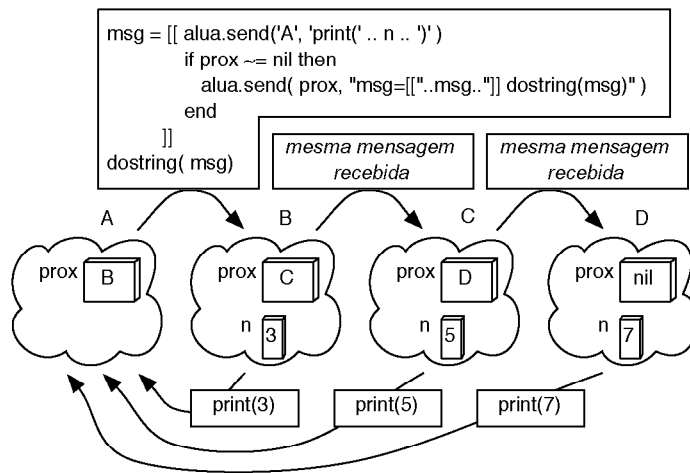 msg = [[ alua.send('A', 'print(' .. n .. ')' )
if prox ~= nil then
alua.send( prox, "msg=[["..msg.."]] dostring(msg)" )
end
]]
dostring( msg)
mesma mensagem
recebida
mesma mensagem
recebida
A
B
C
D
prox B
prox C
prox D
prox nil
n 3
n 5
n 7
print(3)
print(5)
print(7)